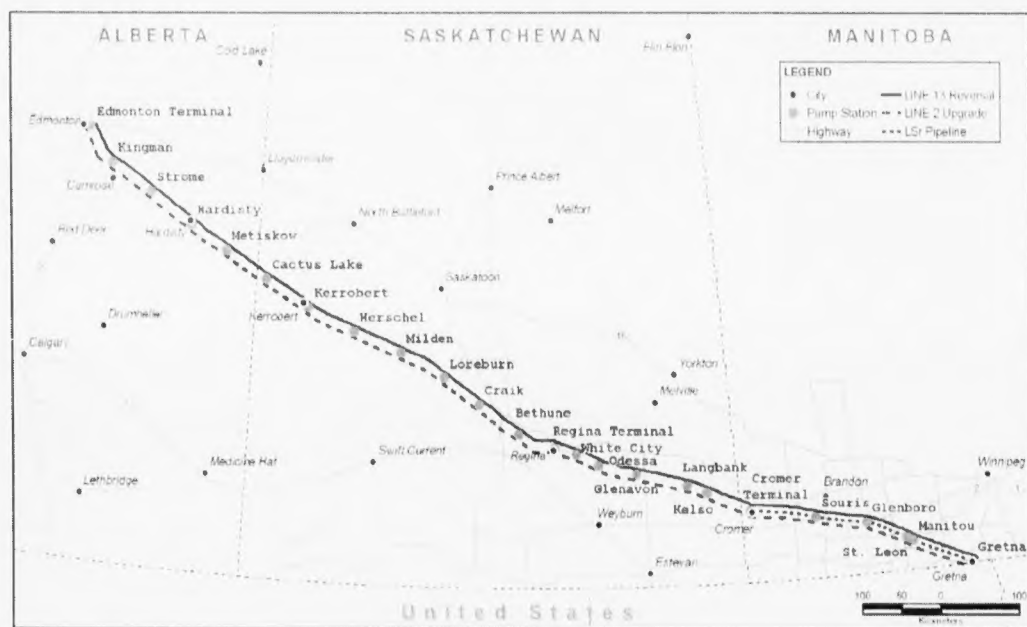 ALBERTA SASKATCHEWAN MANITOBA
Cold Lake
Flin Flon
LEGEND
City
Pump Station
Highway
LINE 13 Reversal
LINE 2 Upgrade
LSr Pipeline
Edmonton
Edmonton Terminal
Kingman
Camrose
Strome
Lloydminster
Prince Albert
Hardisty
Hardisty
North Battleford
Melfort
Red Deer
Metiskow
Cactus Lake
Saskatoon
Kerrobert
Kerrobert
Drumheller
Herschel
Milden
Calgary
Loreburn
Yorkton
Craik
Melville
Bethune
Regina Terminal
Regina
White City
Odessa
Swift Current
Medicine Hat
Lethbridge
Glenavon
Langbank
Kelso
Cromer
Terminal
Cromer
Brandon
Souris
Glenboro
Winnipeg
Manitou
St. Leon
Gretna
Gretna
Weyburn
Estevan
United States
100 50 0 100
Kilometers